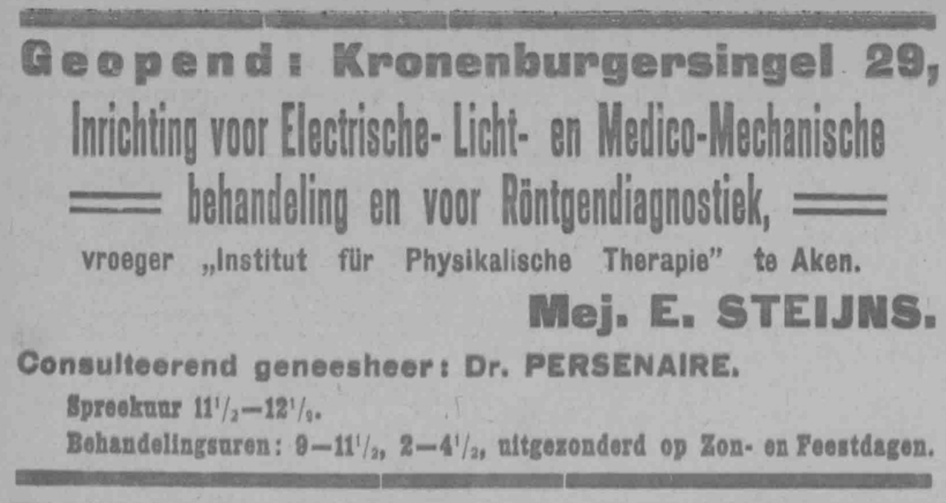 Geopend: Kronenburgersingel 29,
Inrichting voor Electrische- Licht- en Medico-Mechanische
behandeling en voor Röntgendiagnostiek,
vroeger „Institut für Physikalische Therapie” te Aken.
Mej. E. STEIJNS.
Consulteerend geneesheer: Dr. PERSENAIRE.
Spreekuur 11¹/₂—12¹/₂.
Behandelingsuren: 9—11¹/₂, 2—4¹/₂, uitgezonderd op Zon- en Feestdagen.